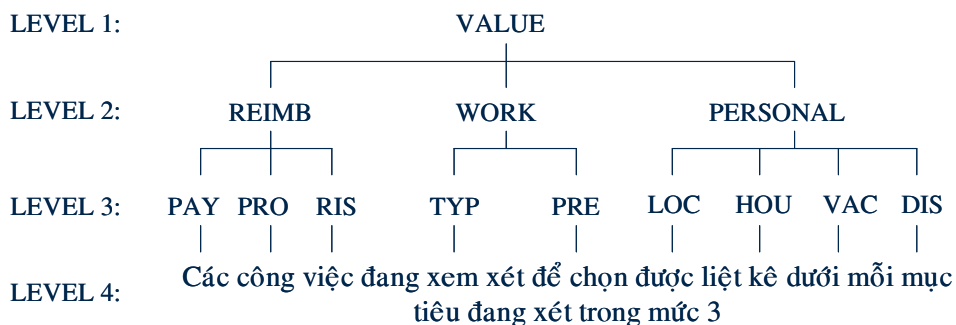 LEVEL 1: VALUE
LEVEL 2: REIMB WORK PERSONAL
LEVEL 3: PAY PRO RIS TYP PRE LOC HOU VAC DIS
LEVEL 4: Các công việc đang xem xét để chọn được liệt kê dưới mỗi mục
tiêu đang xét trong mức 3